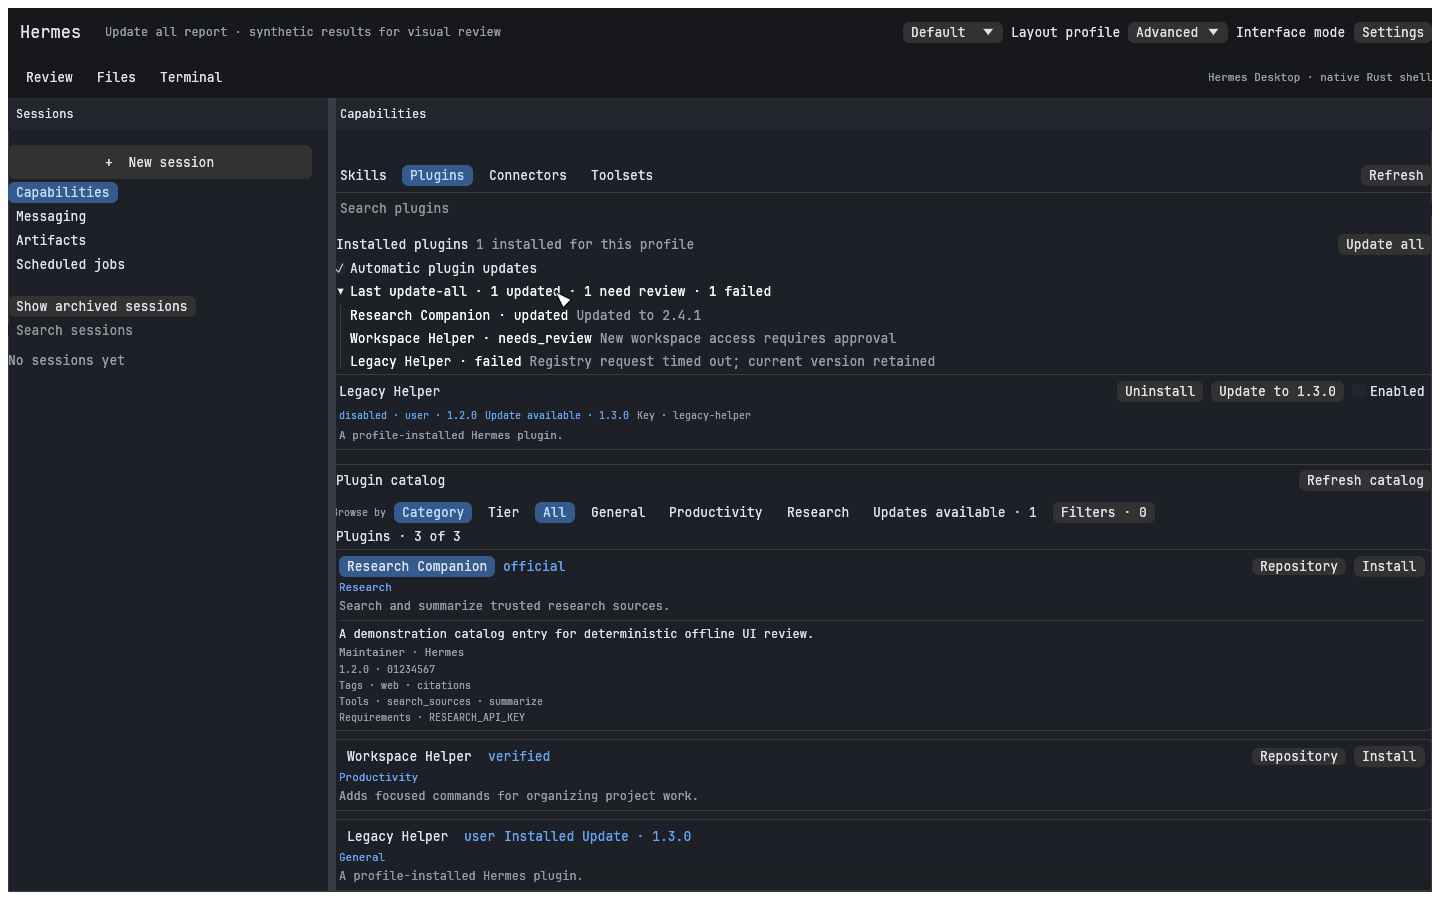 Hermes Update all report · synthetic results for visual review Default Layout profile Advanced Interface mode Settings
Review Files Terminal Hermes Desktop · native Rust shell
Sessions
+ New session
Capabilities
Messaging
Artifacts
Scheduled jobs
Show archived sessions
Search sessions
No sessions yet
Capabilities
Skills Plugins Connectors Toolsets Refresh
Search plugins
Installed plugins 1 installed for this profile Update all
✓ Automatic plugin updates
▼ Last update-all · 1 updated · 1 need review · 1 failed
Research Companion · updated Updated to 2.4.1
Workspace Helper · needs_review New workspace access requires approval
Legacy Helper · failed Registry request timed out; current version retained
Legacy Helper Uninstall Update to 1.3.0 Enabled
disabled · user · 1.2.0 Update available · 1.3.0 Key · legacy-helper
A profile-installed Hermes plugin.
Plugin catalog Refresh catalog
Browse by Category Tier All General Productivity Research Updates available · 1 Filters · 0
Plugins · 3 of 3
Research Companion official Repository Install
Research
Search and summarize trusted research sources.
A demonstration catalog entry for deterministic offline UI review.
Maintainer · Hermes
1.2.0 · 01234567
Tags · web · citations
Tools · search_sources · summarize
Requirements · RESEARCH_API_KEY
Workspace Helper verified Repository Install
Productivity
Adds focused commands for organizing project work.
Legacy Helper user Installed Update · 1.3.0
General
A profile-installed Hermes plugin.